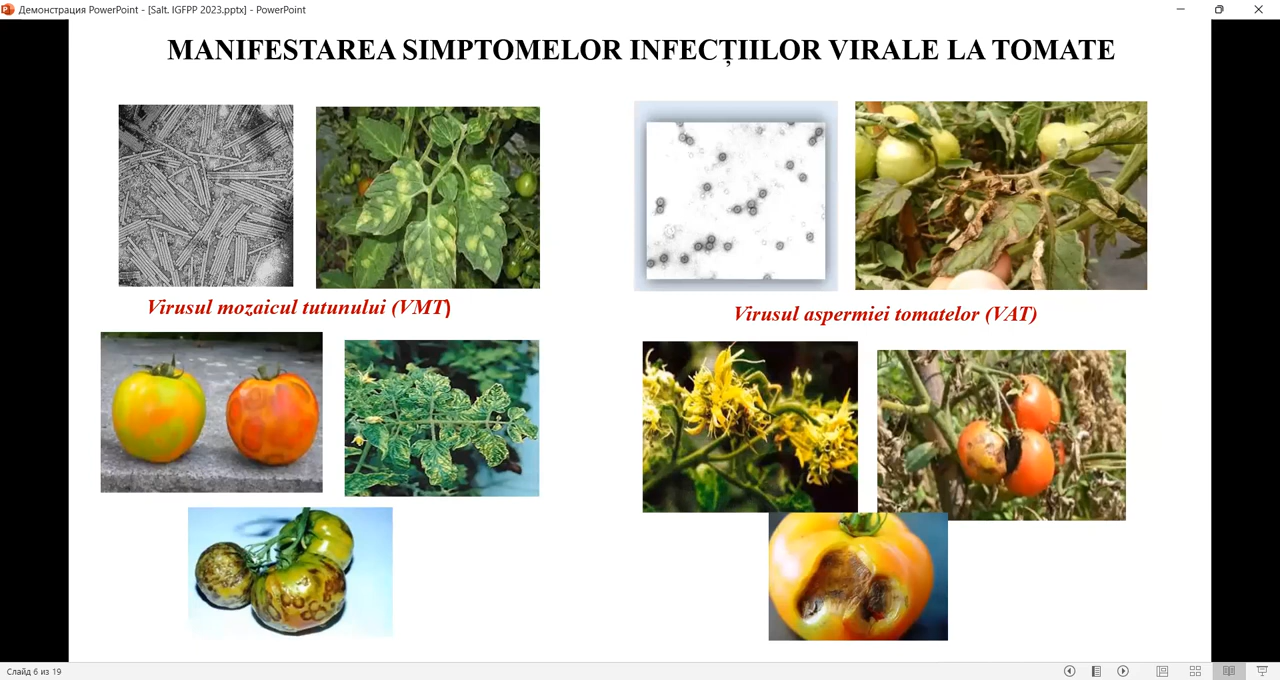 Демонстрация PowerPoint - [Salt. IGFPP 2023.pptx] - PowerPoint
MANIFESTAREA SIMPTOMELOR INFECȚIILOR VIRALE LA TOMATE
Virusul mozaicul tutunului (VMT)
Virusul aspermiei tomatelor (VAT)
Слайд 6 из 19